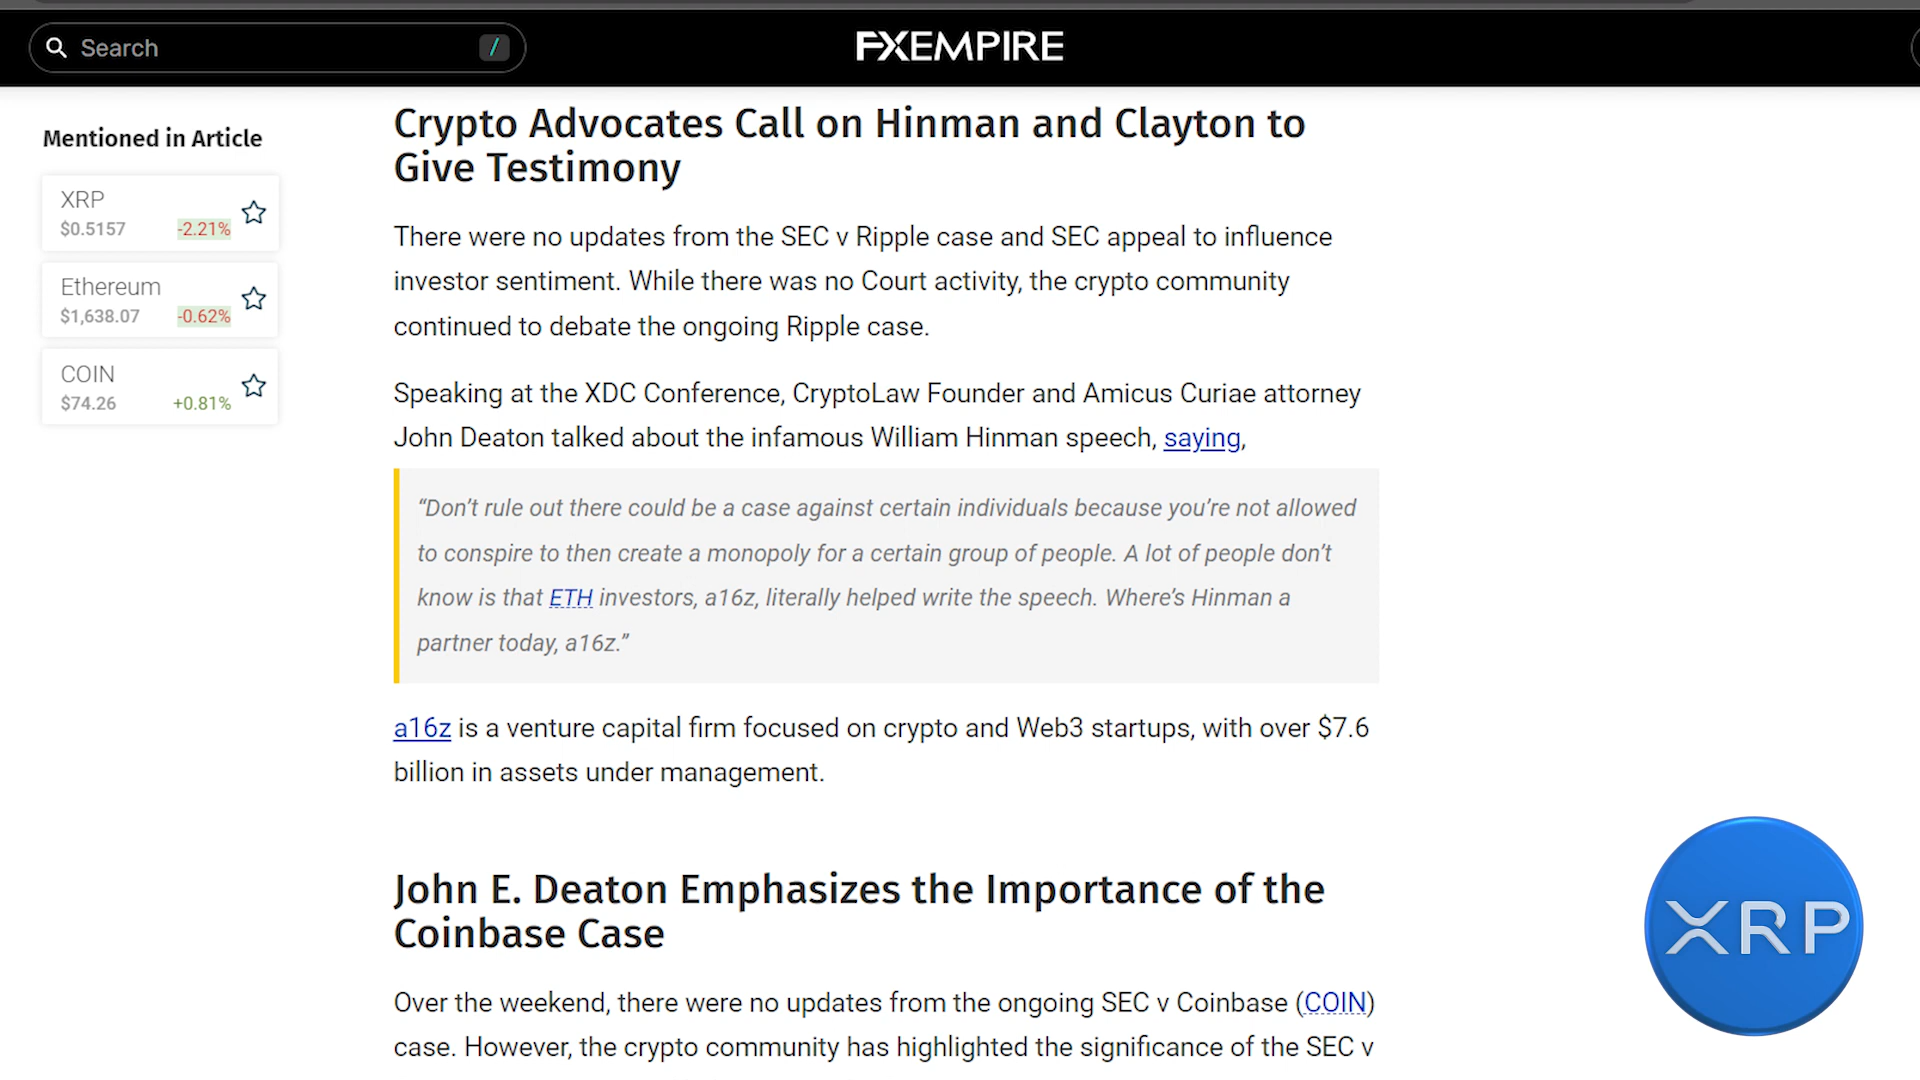 Search
/
FXEMPIRE
Mentioned in Article
XRP
$0.5157
-2.21%
Ethereum
$1,638.07
-0.62%
COIN
$74.26
+0.81%
Crypto Advocates Call on Hinman and Clayton to
Give Testimony
There were no updates from the SEC v Ripple case and SEC appeal to influence
investor sentiment. While there was no Court activity, the crypto community
continued to debate the ongoing Ripple case.
Speaking at the XDC Conference, CryptoLaw Founder and Amicus Curiae attorney
John Deaton talked about the infamous William Hinman speech, saying,
“Don’t rule out there could be a case against certain individuals because you’re not allowed
to conspire to then create a monopoly for a certain group of people. A lot of people don’t
know is that ETH investors, a16z, literally helped write the speech. Where’s Hinman a
partner today, a16z.”
a16z is a venture capital firm focused on crypto and Web3 startups, with over $7.6
billion in assets under management.
John E. Deaton Emphasizes the Importance of the
Coinbase Case
Over the weekend, there were no updates from the ongoing SEC v Coinbase (COIN)
case. However, the crypto community has highlighted the significance of the SEC v
XRP